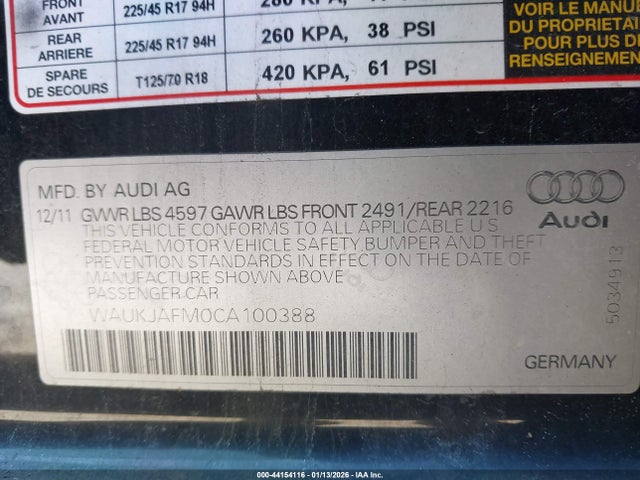 FRONT AVANT 225/45 R17 94H
REAR ARRIERE 225/45 R17 94H 260 KPA, 38 PSI
SPARE DE SECOURS T125/70 R18 420 KPA, 61 PSI
VOIR LE MANUE
DU PROPRIETAI
POUR PLUS DE
RENSEIGNEMEN
MFD. BY AUDI AG
12/11 GVWR LBS 4597 GAWR LBS FRONT 2491/REAR 2216
THIS VEHICLE CONFORMS TO ALL APPLICABLE U S
FEDERAL MOTOR VEHICLE SAFETY, BUMPER AND THEFT
PREVENTION STANDARDS IN EFFECT ON THE DATE OF
MANUFACTURE SHOWN ABOVE
PASSENGER CAR
WAUKJAFM0CA100388
Audi
5034913
GERMANY
000-44154116 - 01/13/2026 - IAA Inc.